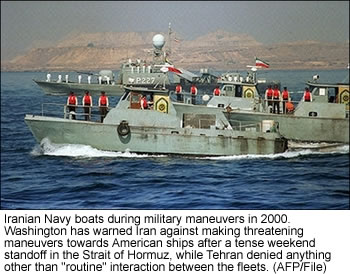 P227
Iranian Navy boats during military maneuvers in 2000.
Washington has warned Iran against making threatening
maneuvers towards American ships after a tense weekend
standoff in the Strait of Hormuz, while Tehran denied anything
other than "routine" interaction between the fleets. (AFP/File)